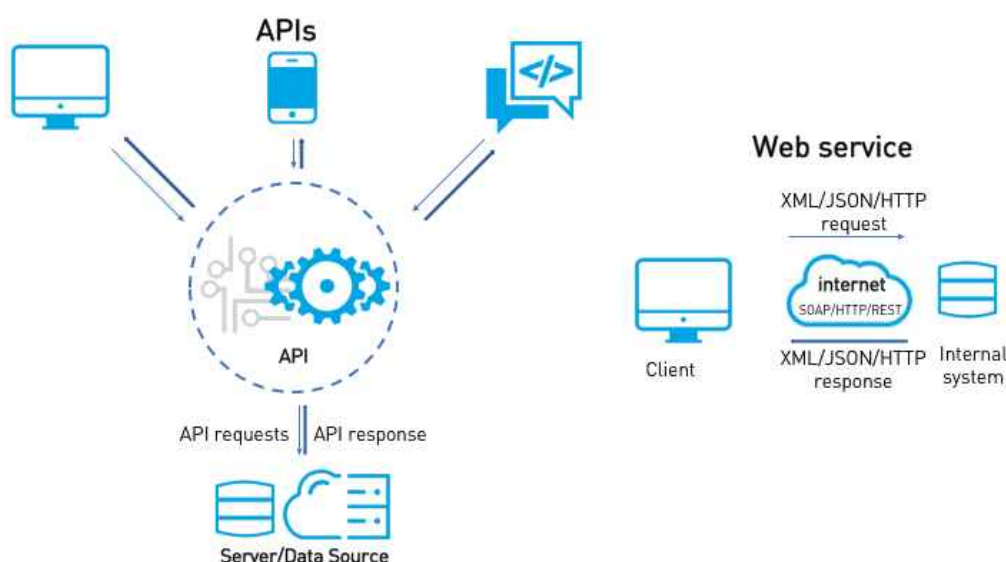 APIs
</>
API
API requests
API response
Server/Data Source
Web service
XML/JSON/HTTP
request
internet
SOAP/HTTP/REST
Client
XML/JSON/HTTP
response
Internal
system